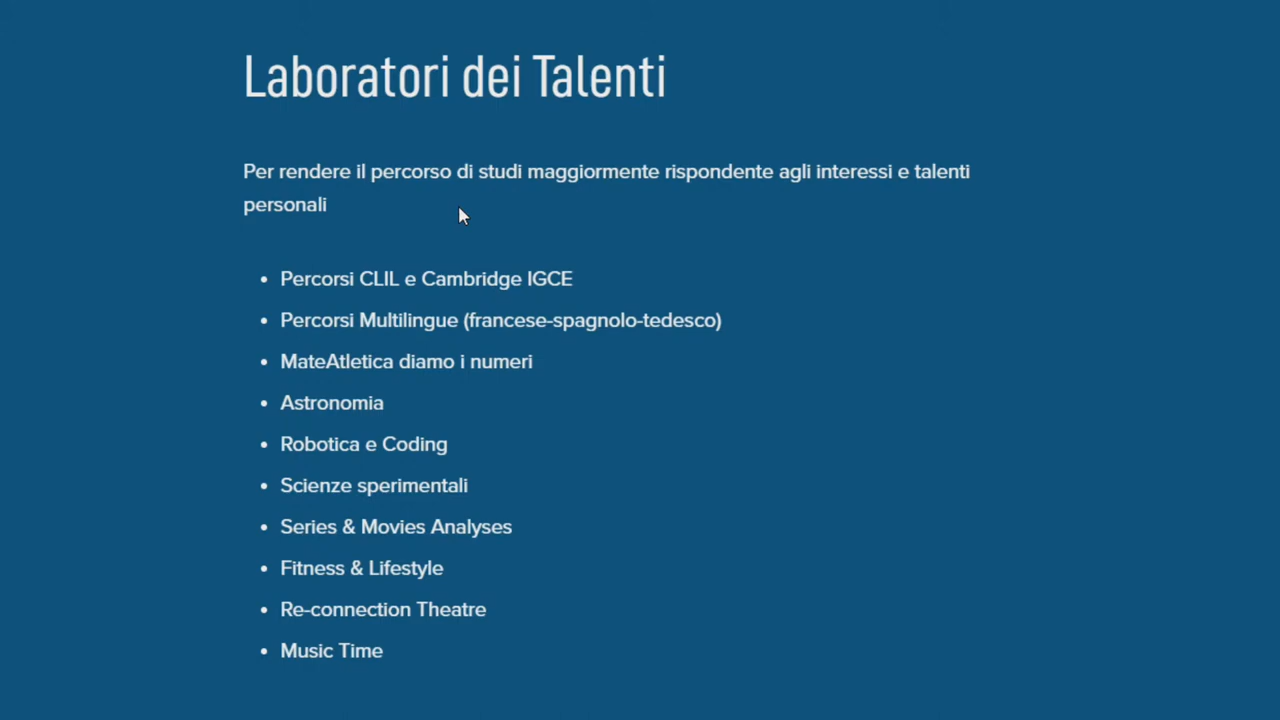 Laboratori dei Talenti
Per rendere il percorso di studi maggiormente rispondente agli interessi e talenti
personali
• Percorsi CLIL e Cambridge IGCE
• Percorsi Multilingue (francese-spagnolo-tedesco)
• MateAtletica diamo i numeri
• Astronomia
• Robotica e Coding
• Scienze sperimentali
• Series & Movies Analyses
• Fitness & Lifestyle
• Re-connection Theatre
• Music Time